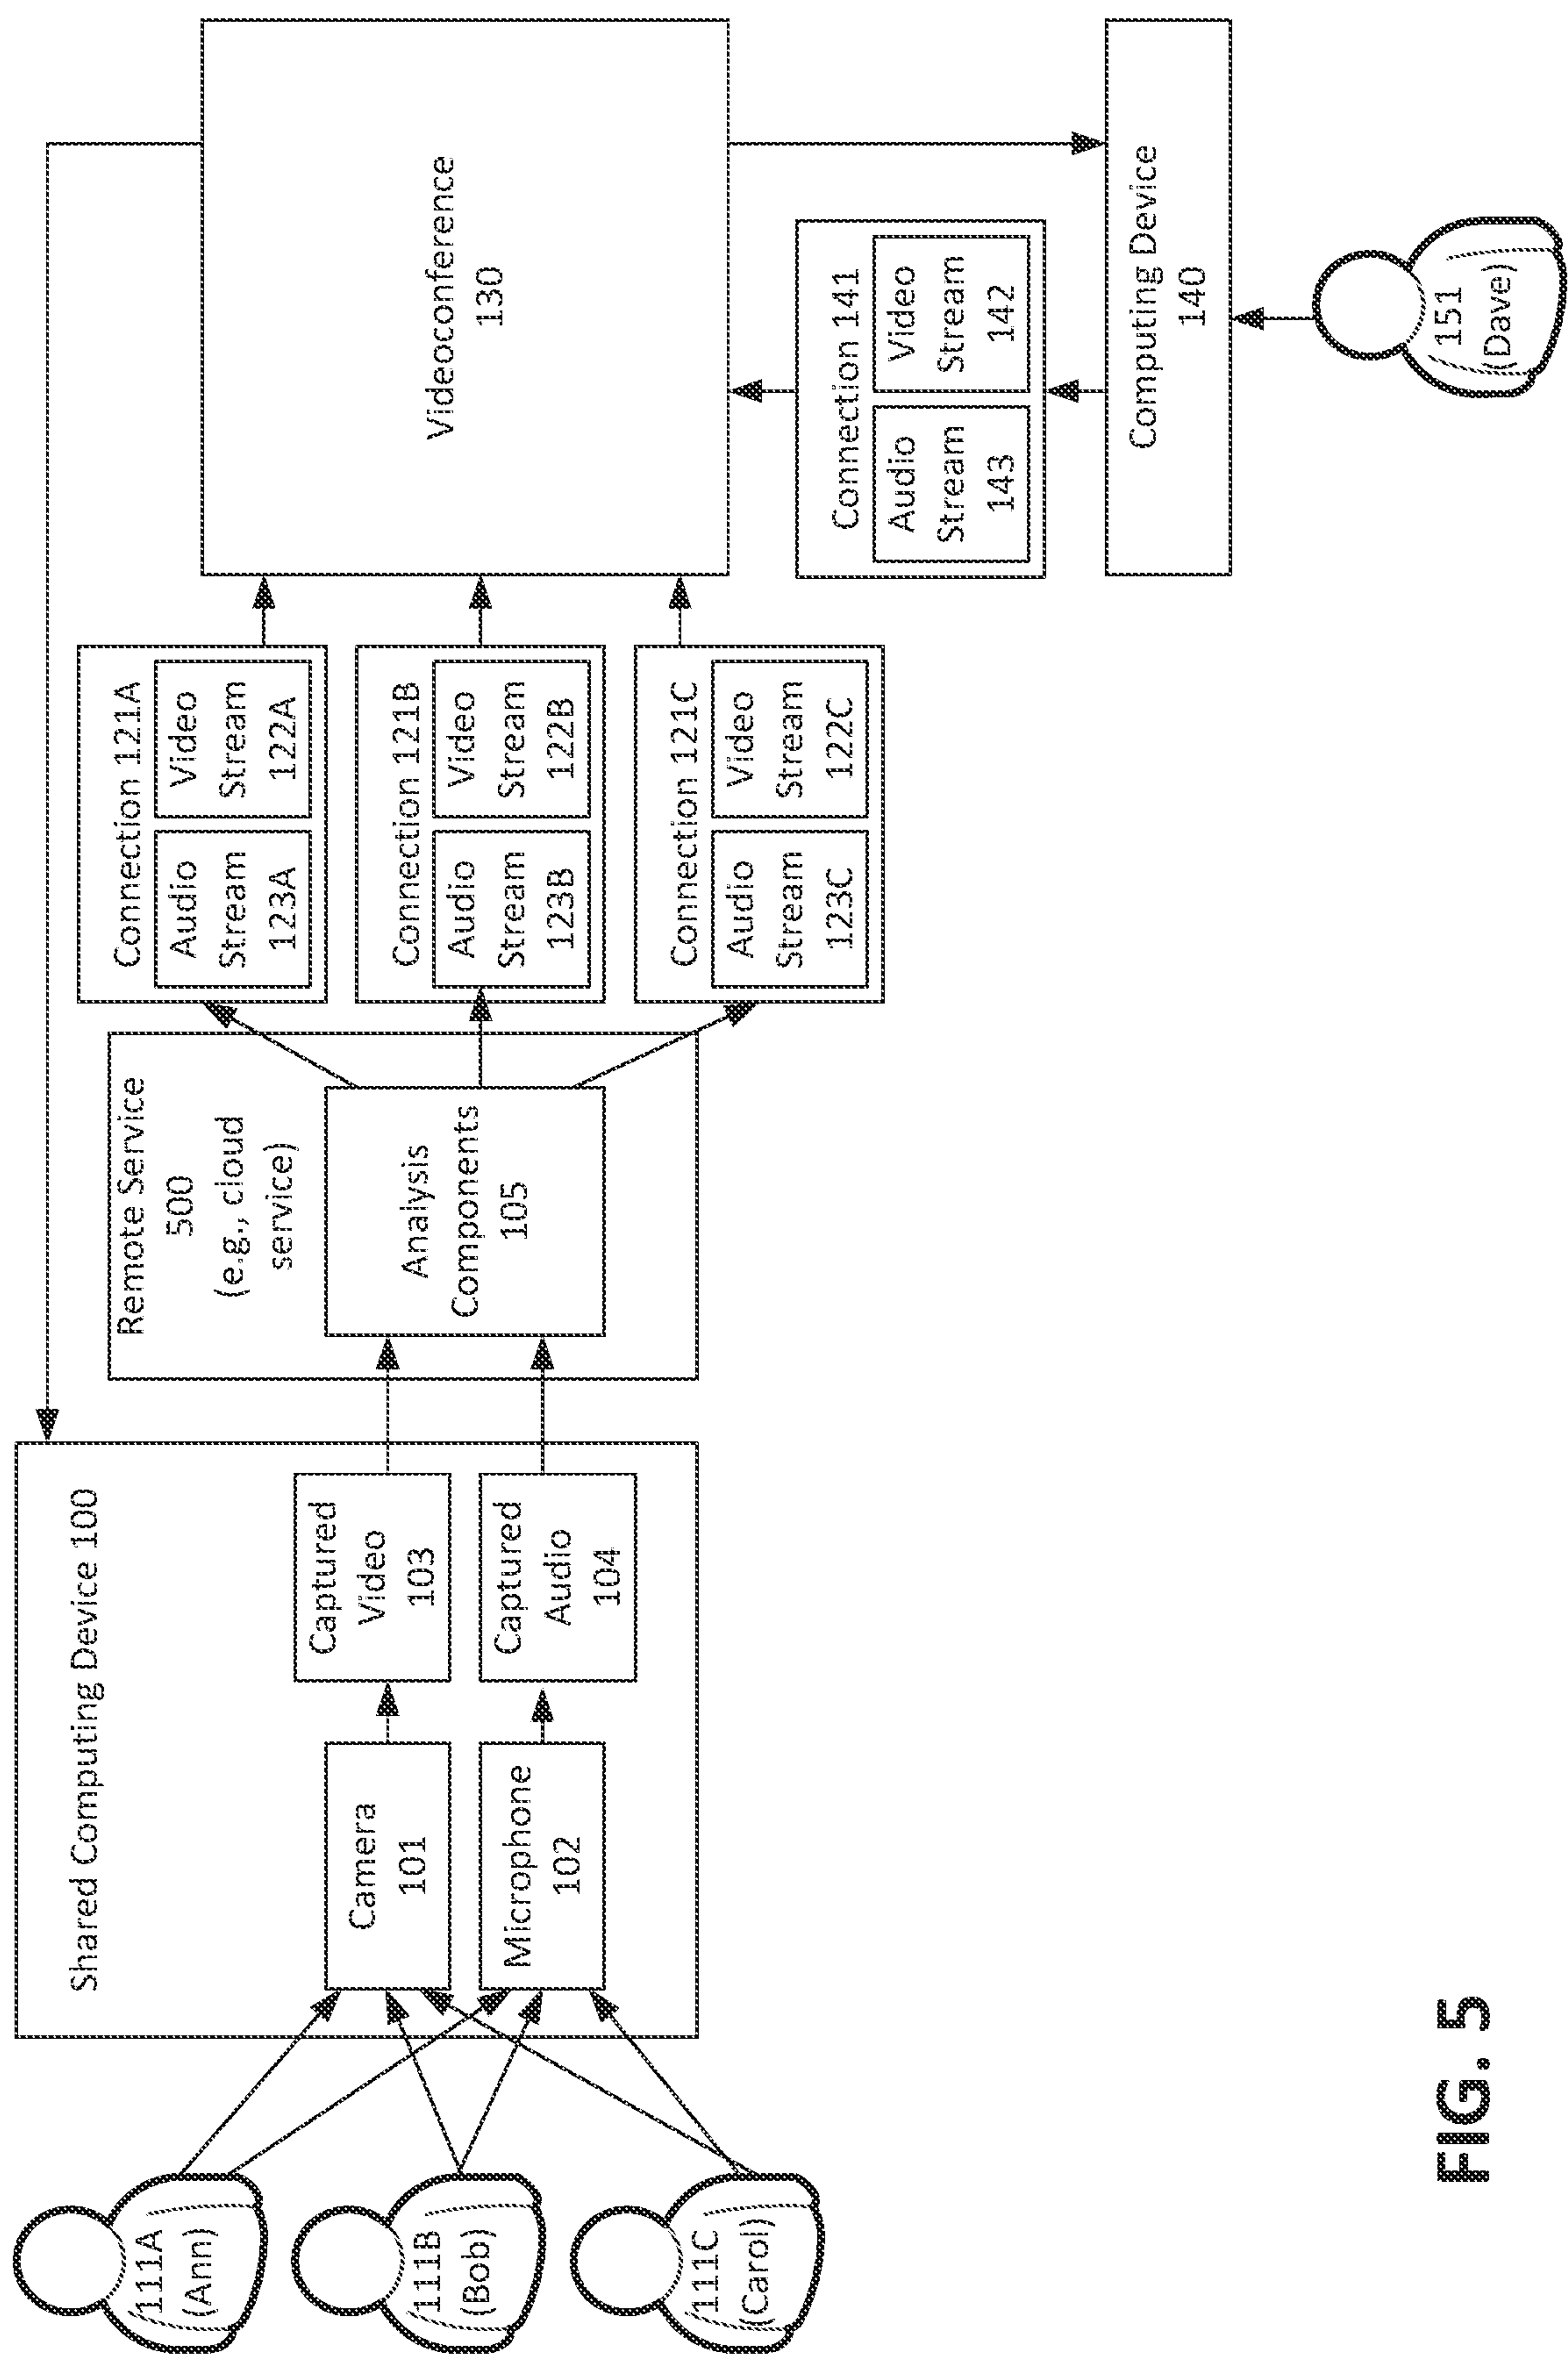 Shared Computing Device 100
111A
(Ann)
111B
(Bob)
111C
(Carol)
Camera
101
Microphone
102
Captured
Video
103
Captured
Audio
104
Remote Service
500
(e.g., cloud
service)
Analysis
Components
105
Connection 121A
Audio
Stream
123A
Video
Stream
122A
Connection 121B
Audio
Stream
123B
Video
Stream
122B
Connection 121C
Audio
Stream
123C
Video
Stream
122C
Videoconference
130
Connection 141
Audio
Stream
143
Video
Stream
142
Computing Device
140
151
(Dave)
FIG. 5